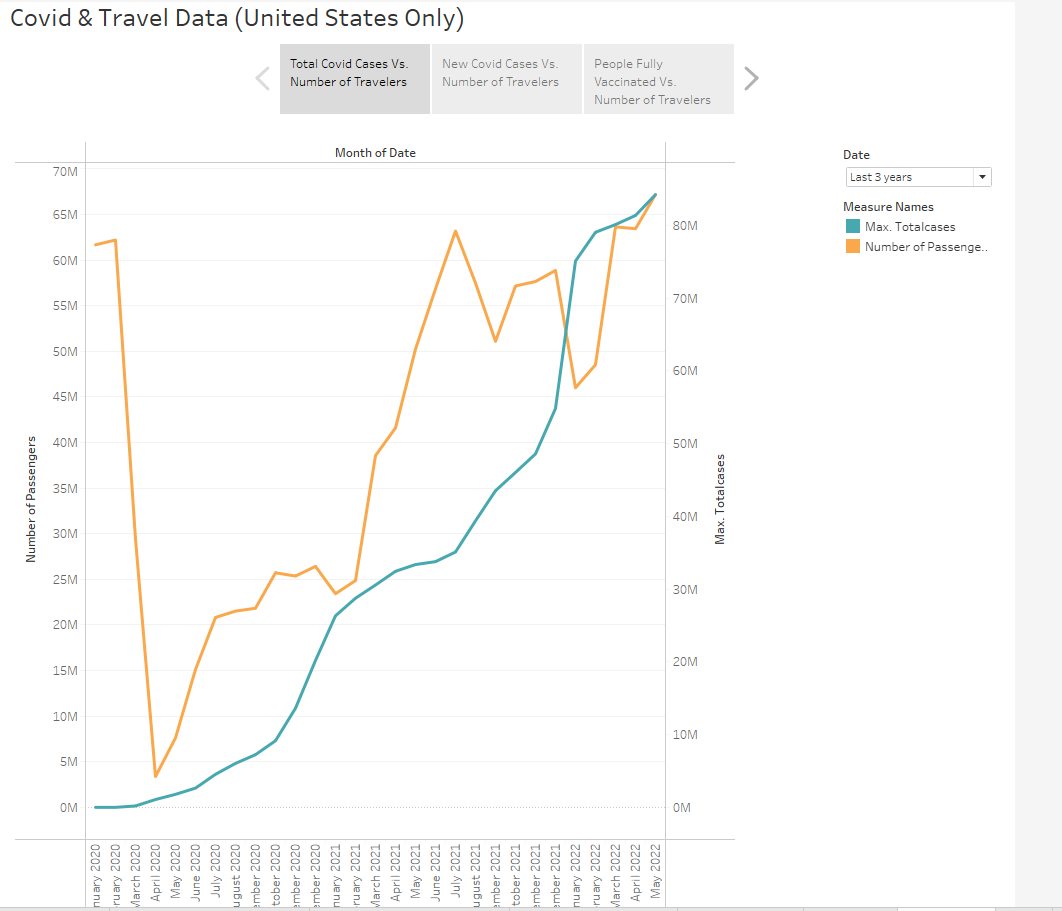 Covid & Travel Data (United States Only)
Total Covid Cases Vs.
Number of Travelers
New Covid Cases Vs.
Number of Travelers
People Fully
Vaccinated Vs.
Number of Travelers
Month of Date
Date
Last 3 years
Measure Names
Max. Totalcases
Number of Passenge..
Number of Passengers
70M
65M
60M
55M
50M
45M
40M
35M
30M
25M
20M
15M
10M
5M
0M
80M
70M
60M
50M
40M
30M
20M
10M
0M
Max. Totalcases
nuary 2020
ruary 2020
March 2020
April 2020
May 2020
June 2020
July 2020
ugust 2020
ember 2020
tober 2020
ember 2020
ember 2020
nuary 2021
ruary 2021
March 2021
April 2021
May 2021
June 2021
July 2021
ugust 2021
ember 2021
tober 2021
ember 2021
ember 2021
nuary 2022
ruary 2022
March 2022
April 2022
May 2022